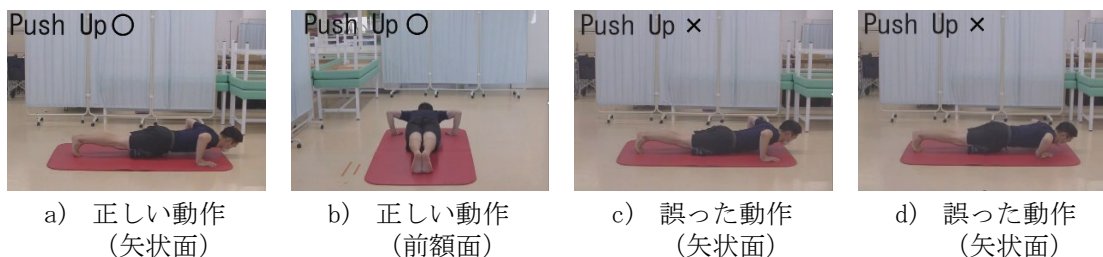 Push Up○
Push Up○
Push Up×
Push Up×
a) 正しい動作
（矢状面）
b) 正しい動作
（前額面）
c) 誤った動作
（矢状面）
d) 誤った動作
（矢状面）